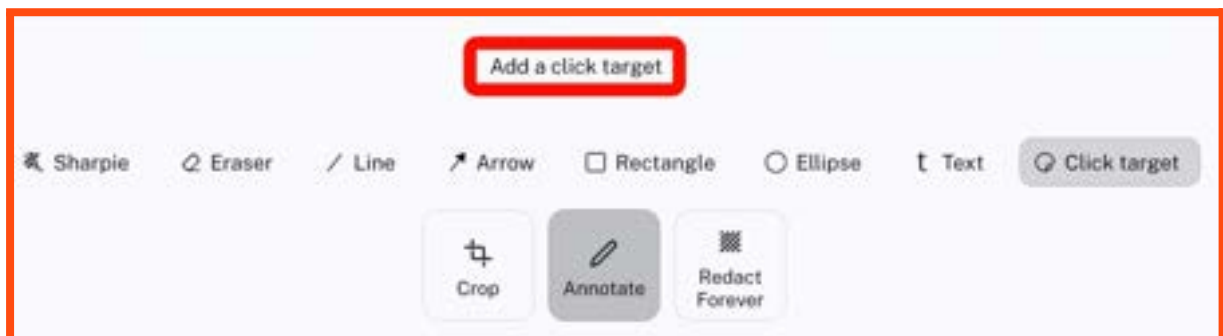 Add a click target
Sharpie Eraser Line Arrow Rectangle Ellipse t Text Click target
Crop Annotate Redact
Forever